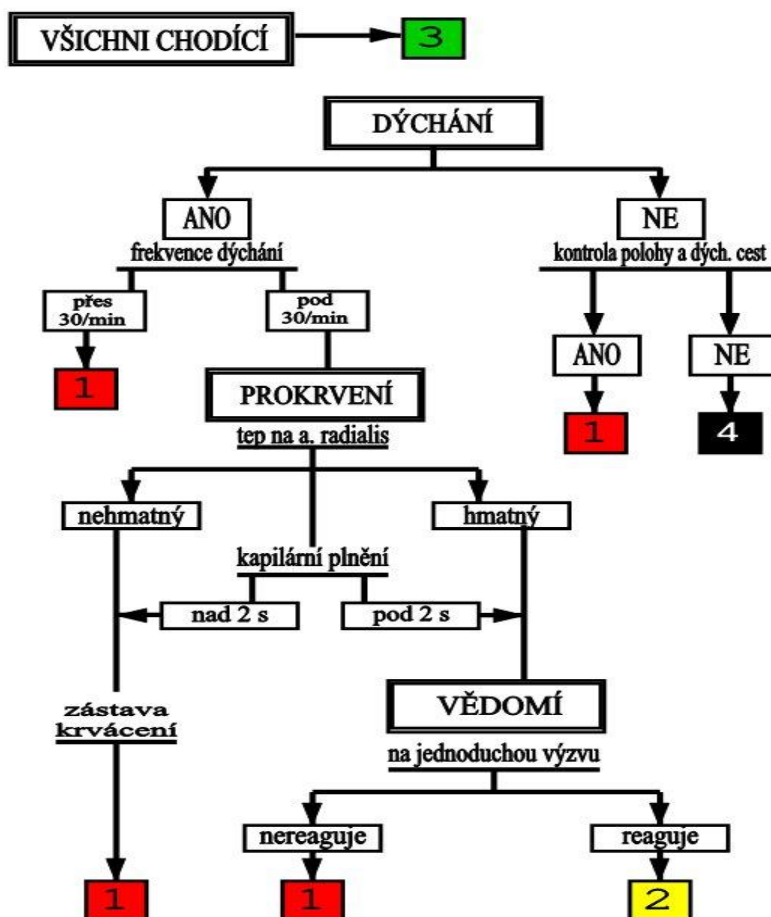 VŠICHNI CHODÍCÍ
3
DÝCHÁNÍ
ANO
NE
frekvence dýchání
kontrola polohy a dých. cest
přes
30/min
pod
30/min
ANO
NE
1
PROKRVENÍ
1
4
tep na a. radialis
nehmatný
hmatný
kapilární plnění
nad 2 s
pod 2 s
zástava
krvácení
VĚDOMÍ
na jednoduchou výzvu
nereaguje
reaguje
1
1
2